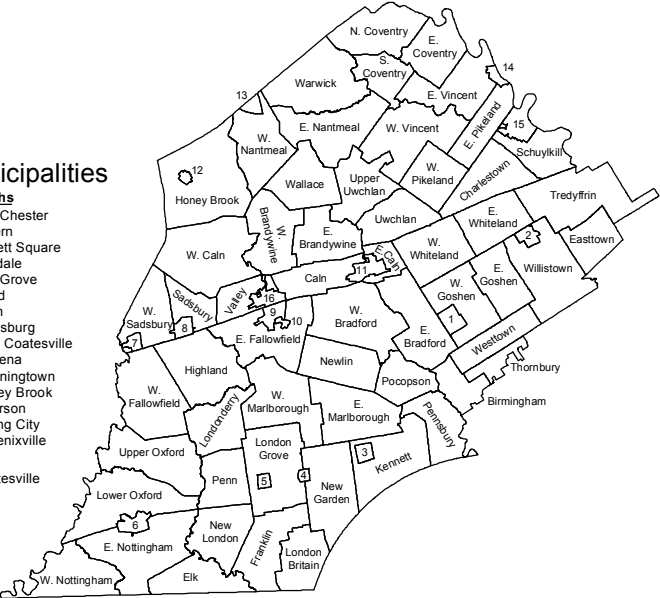 icipalities
hs
Chester
ern
ett Square
dale
Grove
d
n
sburg
Coatesville
ena
ningtown
ey Brook
erson
ng City
enixville
esville
N. Coventry
E. Coventry
S. Coventry
14
Warwick
E. Vincent
13
E. Nantmeal
W. Vincent
E. Pikeland
15
W. Nantmeal
Schuylkill
12
Honey Brook
Wallace
Upper Uwchlan
W. Pikeland
Charlestown
Tredyffrin
W. Brandywine
E. Brandywine
Uwchlan
E. Whiteland
2
Easttown
W. Caln
E. Caln
W. Whiteland
Willistown
Caln
11
W. Goshen
E. Goshen
Valley
16
Sadsbury
W. Sadsbury
9
10
W. Bradford
1
7
8
E. Fallowfield
E. Bradford
Westtown
Newlin
Thornbury
Highland
Pocopson
W. Fallowfield
Londonderry
W. Marlborough
E. Marlborough
Birmingham
Pennsbury
London Grove
Upper Oxford
3
Kennett
Penn
5
4
Lower Oxford
New Garden
6
New London
E. Nottingham
Franklin
London Britain
W. Nottingham
Elk